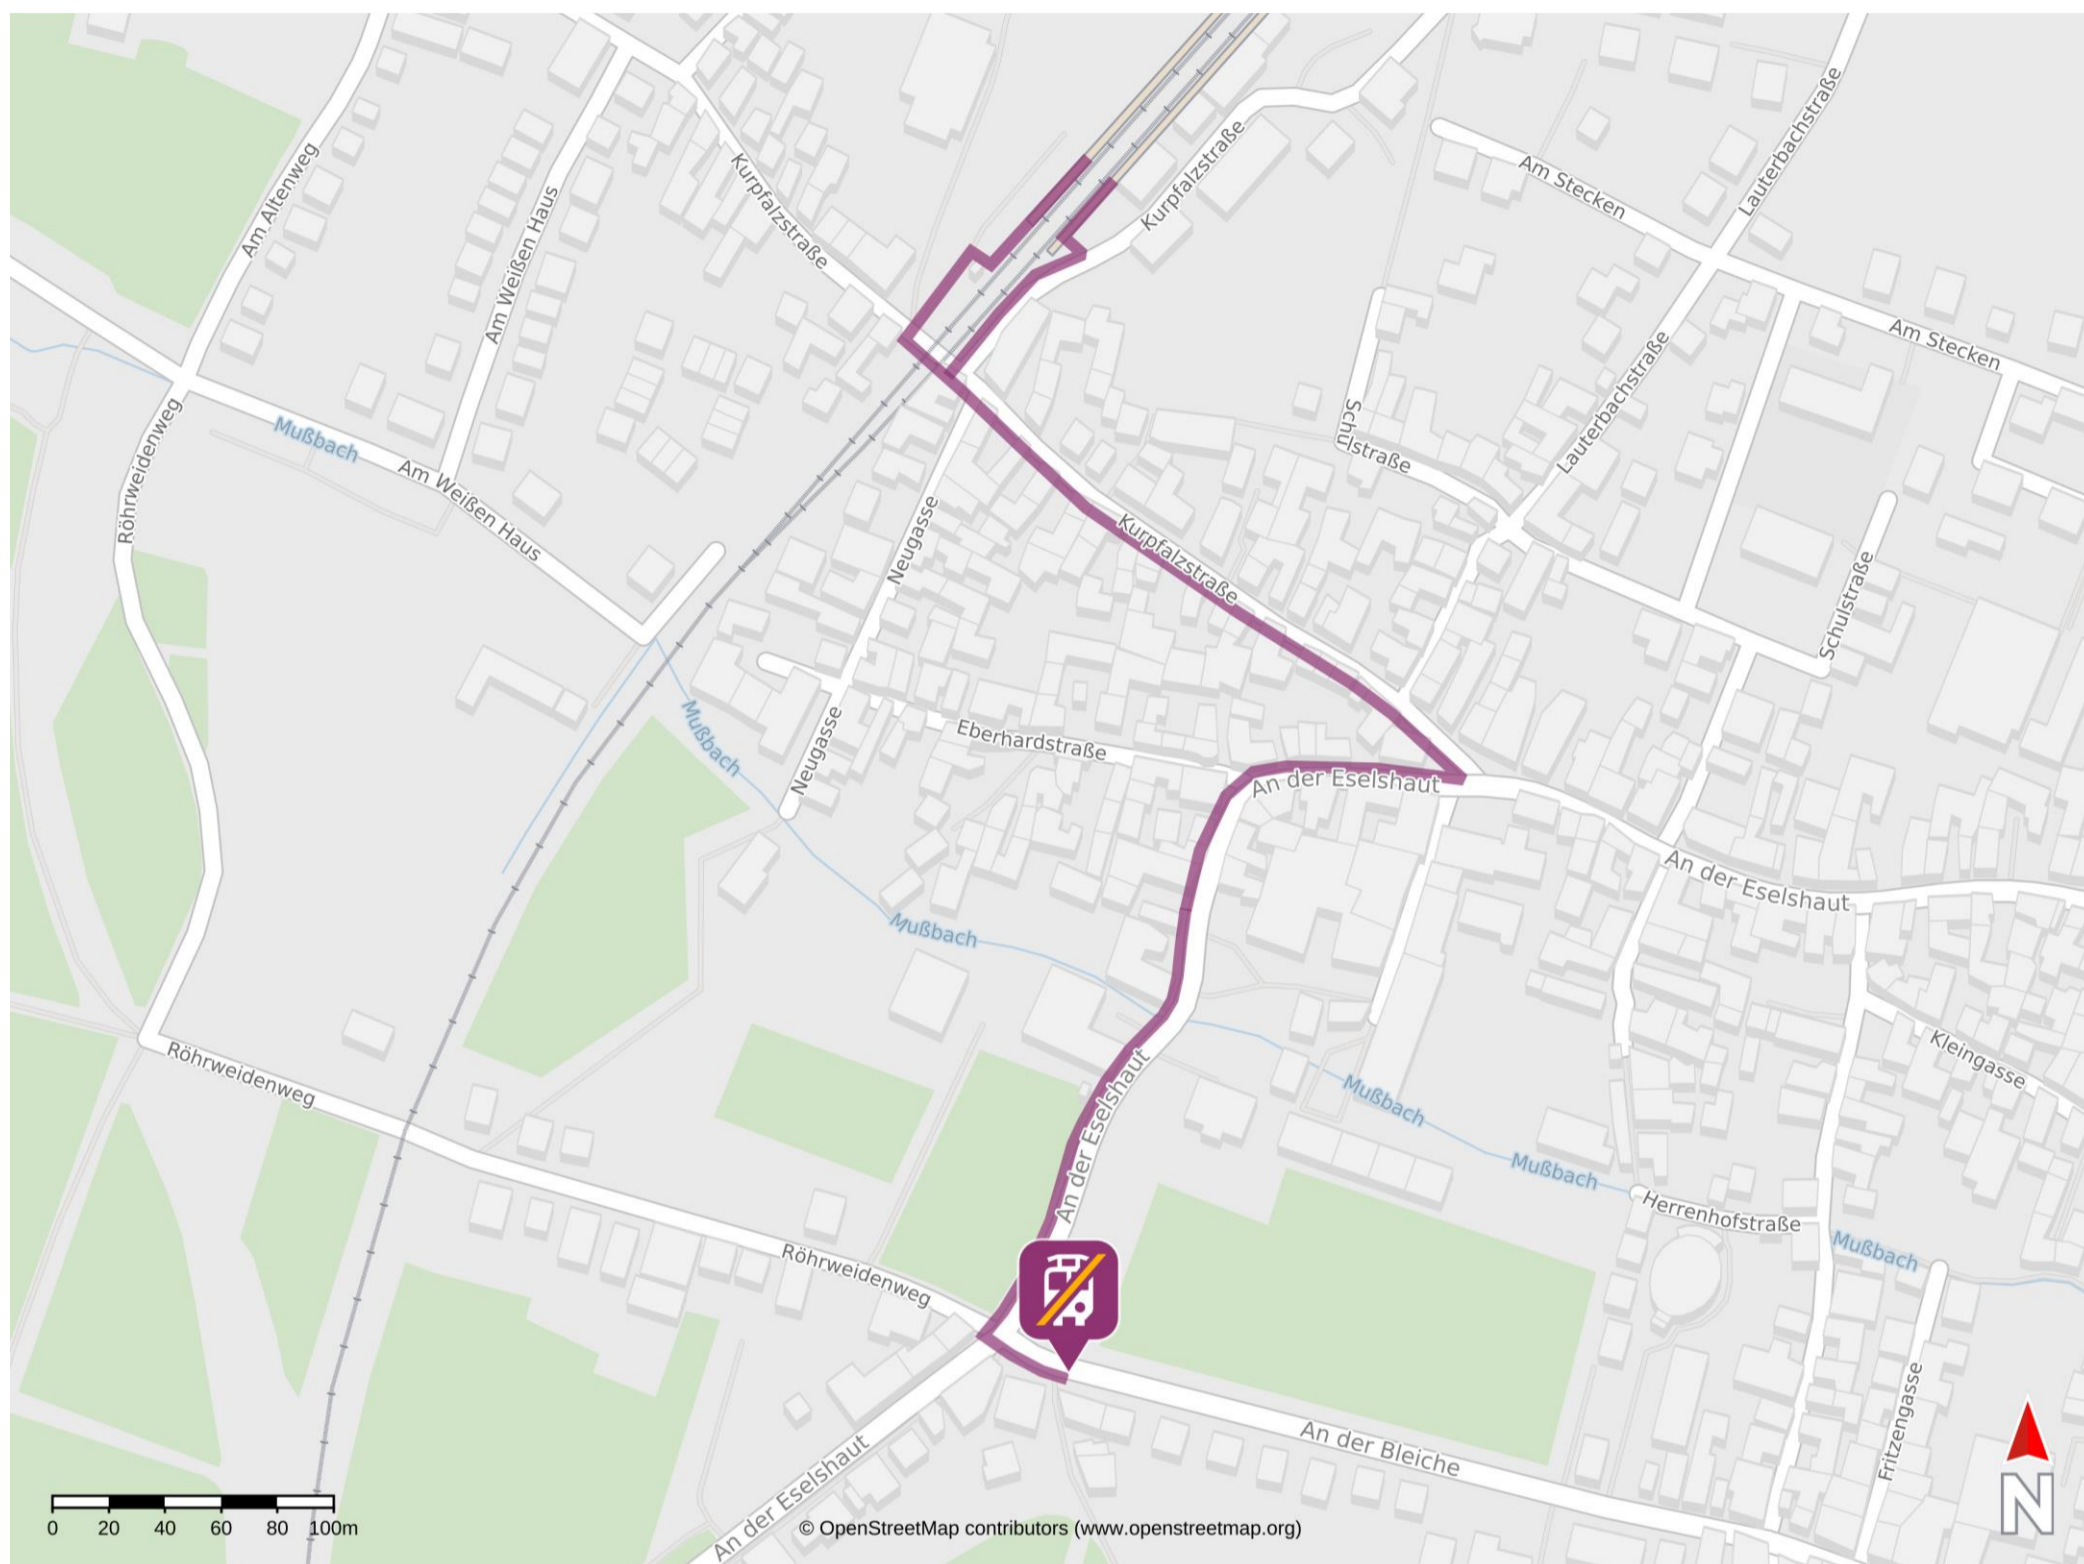 Am Altenweg
Am Weißen Haus
Kurpfalzstraße
Kurpfalzstraße
Lauterbachstraße
Am Stecken
Am Stecken
Röhrweidenweg
Mußbach
Am Weißen Haus
Schulstraße
Lauterbachstraße
Neugasse
Kurpfalzstraße
Schulstraße
Mußbach
Neugasse
Eberhardstraße
An der Eselshaut
An der Eselshaut
Mußbach
Röhrweidenweg
An der Eselshaut
Mußbach
Kleingasse
Mußbach
Herrenhofstraße
Mußbach
Röhrweidenweg
An der Bleiche
Fritzengasse
An der Eselshaut
N
0 20 40 60 80 100m
© OpenStreetMap contributors (www.openstreetmap.org)